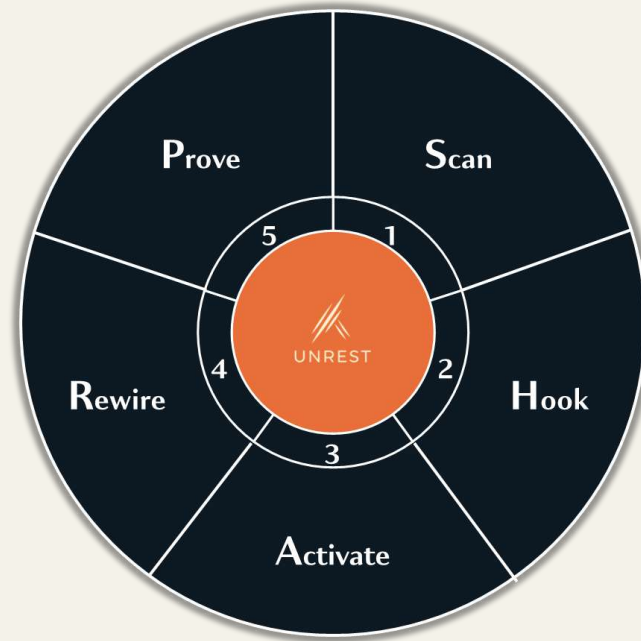 Prove
Scan
5
1
UNREST
4
2
Rewire
Hook
3
Activate